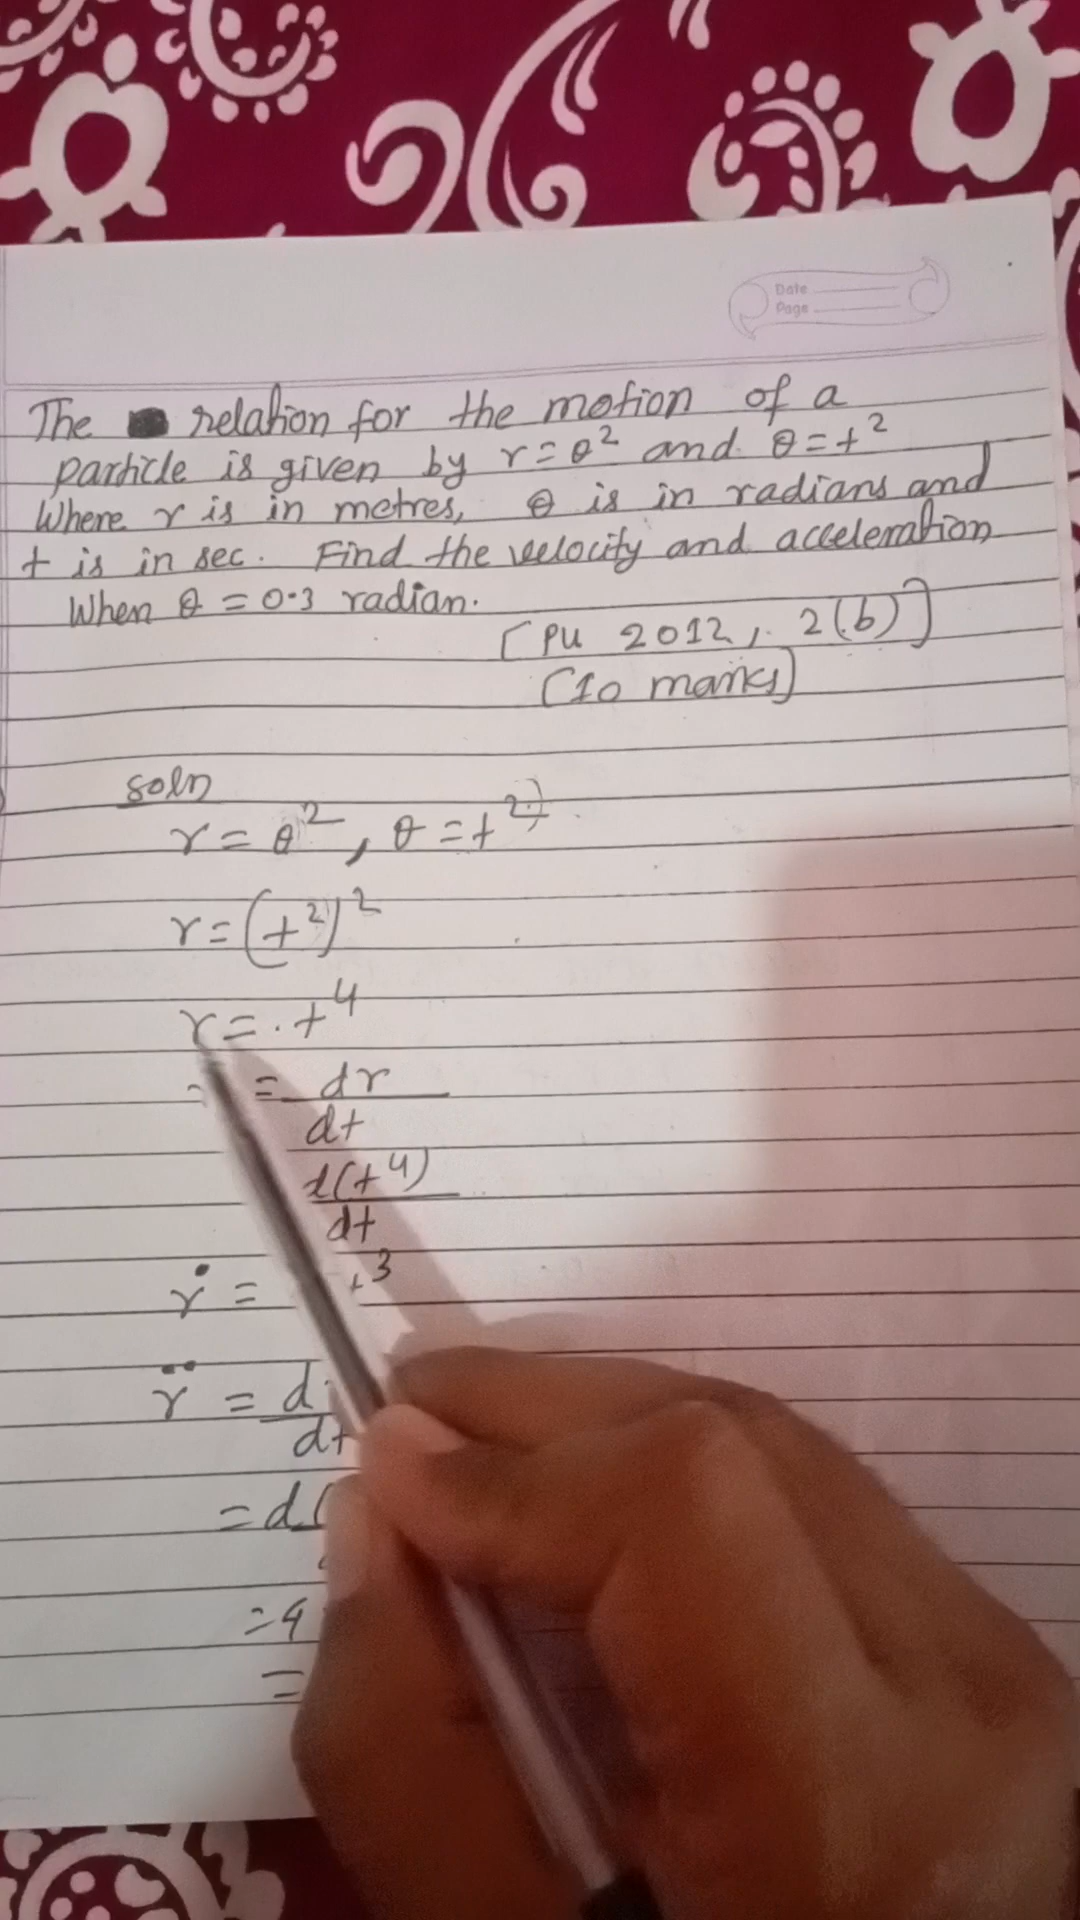 Date
Page
The relation for the motion of a
particle is given by r=θ² and θ=t²
Where r is in metres, θ is in radians and
t is in sec. Find the velocity and acceleration
When θ = 0.3 radian.
[PU 2012, 2(b)]
(10 marks)
soln
r = θ², θ = t²
r = (t²)²
r = t⁴
= dr
dt
(t⁴)
dt
ṙ = ³
r̈ = d
dt
= d(
= 4
=